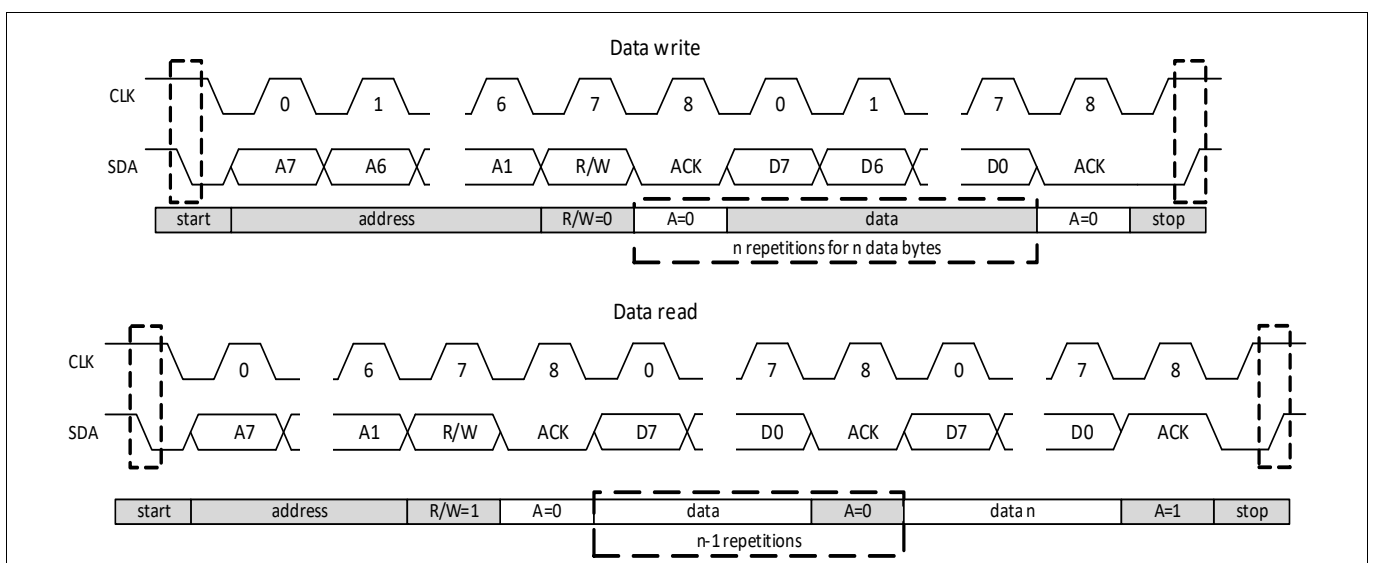 Data write
CLK 0 1 6 7 8 0 1 7 8
SDA A7 A6 A1 R/W ACK D7 D6 D0 ACK
start address R/W=0 A=0 data A=0 stop
n repetitions for n data bytes
Data read
CLK 0 6 7 8 0 7 8 0 7 8
SDA A7 A1 R/W ACK D7 D0 ACK D7 D0 ACK
start address R/W=1 A=0 data A=0 data n A=1 stop
n-1 repetitions